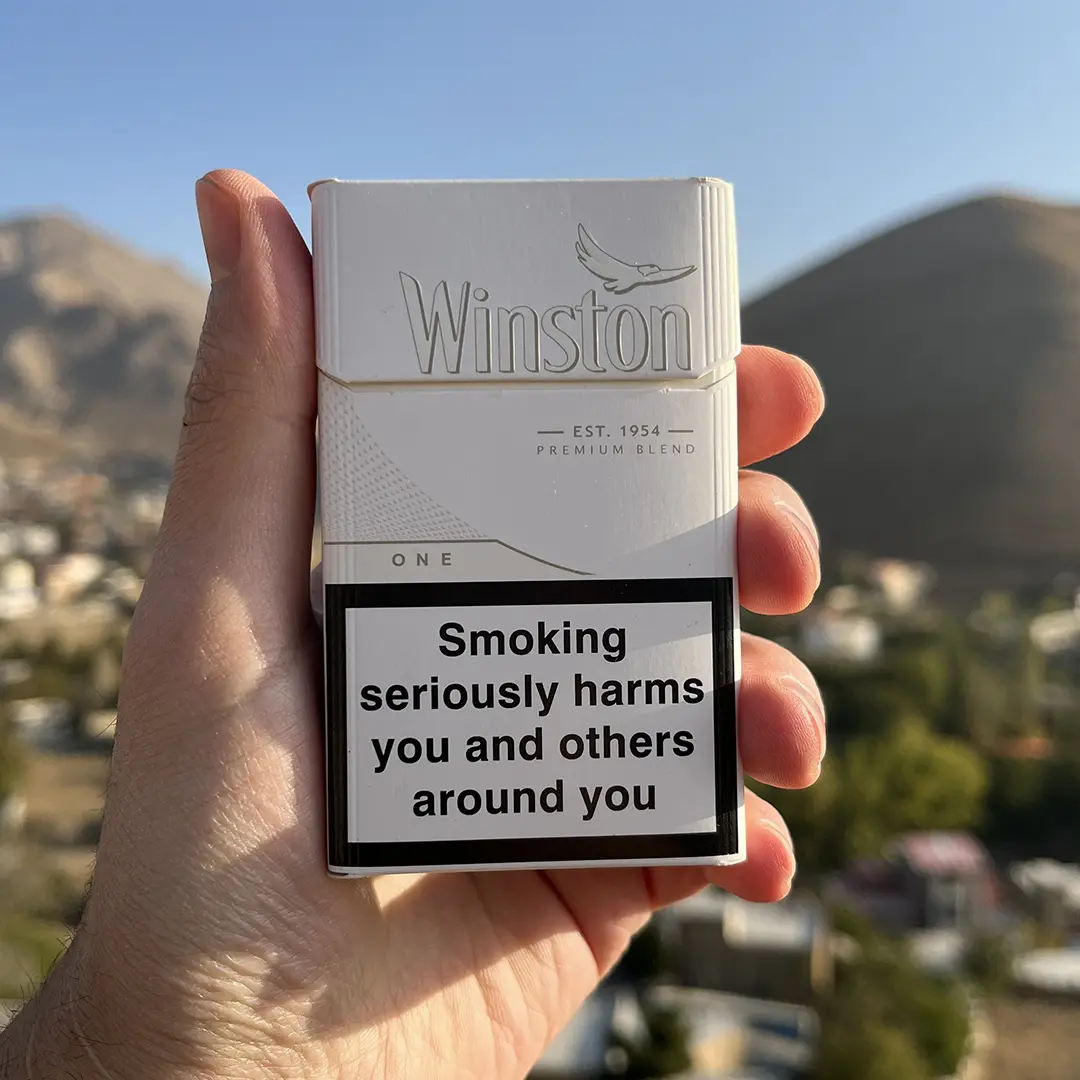 Winston
EST. 1954
PREMIUM BLEND
ONE
Smoking
seriously harms
you and others
around you